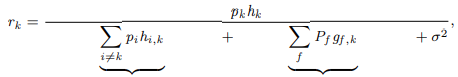 r_k = \frac{p_k h_k}{\underbrace{\sum_{i \neq k} p_i h_{i,k}} + \underbrace{\sum_{f} P_f g_{f,k}} + \sigma^2},